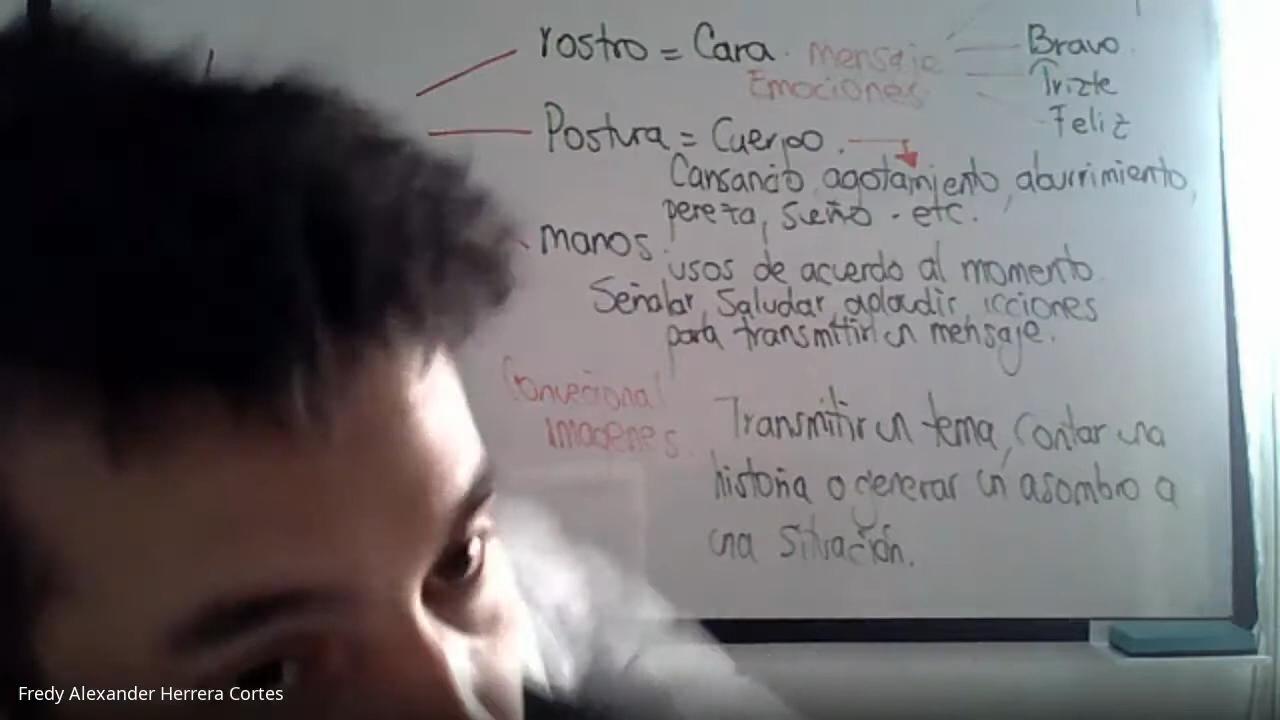 rostro = Cara. mensaje Bravo.
Emociones. Trizte
Feliz
Postura = Cuerpo.
Cansancio, agotamiento, aburrimiento,
pereza, sueño. etc.
manos.
usos de acuerdo al momento.
Señalar, Saludar, aplaudir, acciones
para transmitir un mensaje.
Convecional
Imagenes.
Transmitir un tema, Contar una
historia o generar un asombro a
una situación.
Fredy Alexander Herrera Cortes